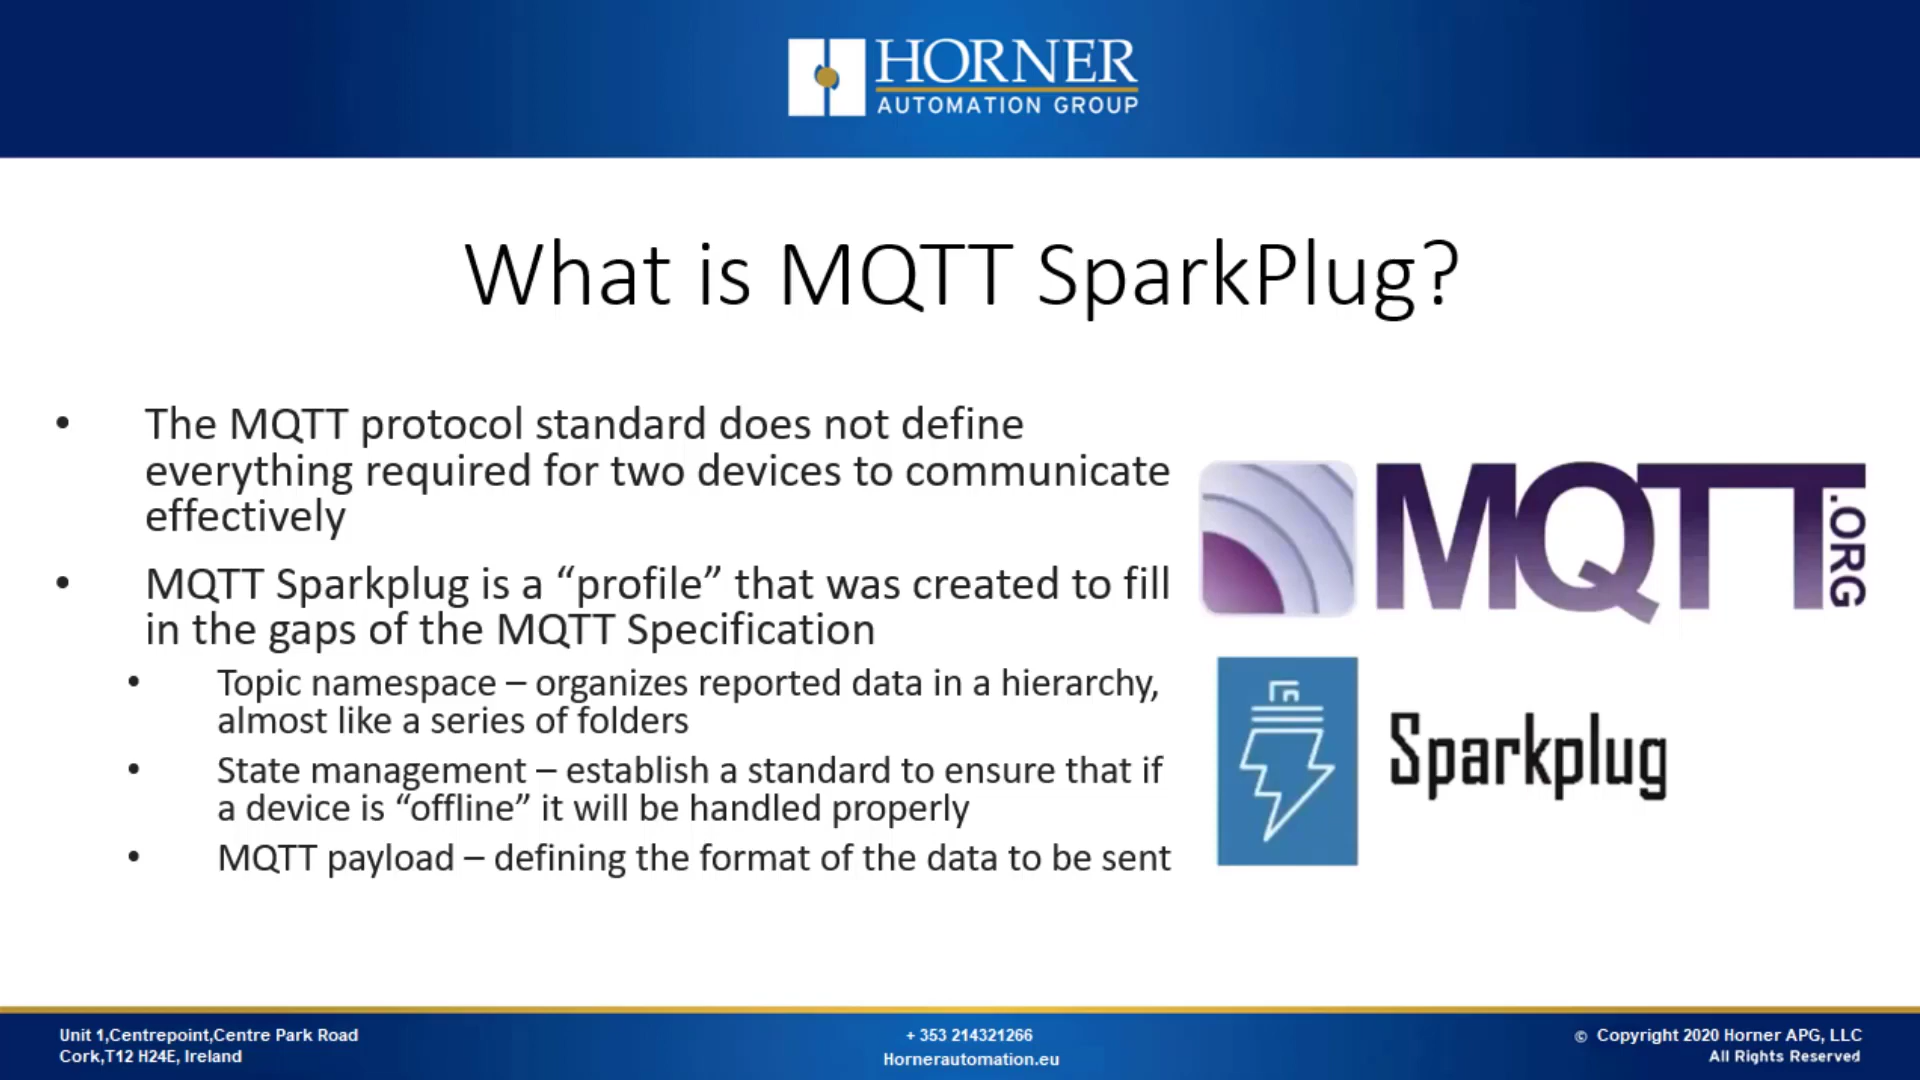 HORNER
AUTOMATION GROUP
What is MQTT SparkPlug?
• The MQTT protocol standard does not define
everything required for two devices to communicate
effectively
• MQTT Sparkplug is a “profile” that was created to fill
in the gaps of the MQTT Specification
• Topic namespace – organizes reported data in a hierarchy,
almost like a series of folders
• State management – establish a standard to ensure that if
a device is “offline” it will be handled properly
• MQTT payload – defining the format of the data to be sent
MQTT.ORG
Sparkplug
Unit 1,Centrepoint,Centre Park Road
Cork,T12 H24E, Ireland
+ 353 214321266
Hornerautomation.eu
© Copyright 2020 Horner APG, LLC
All Rights Reserved